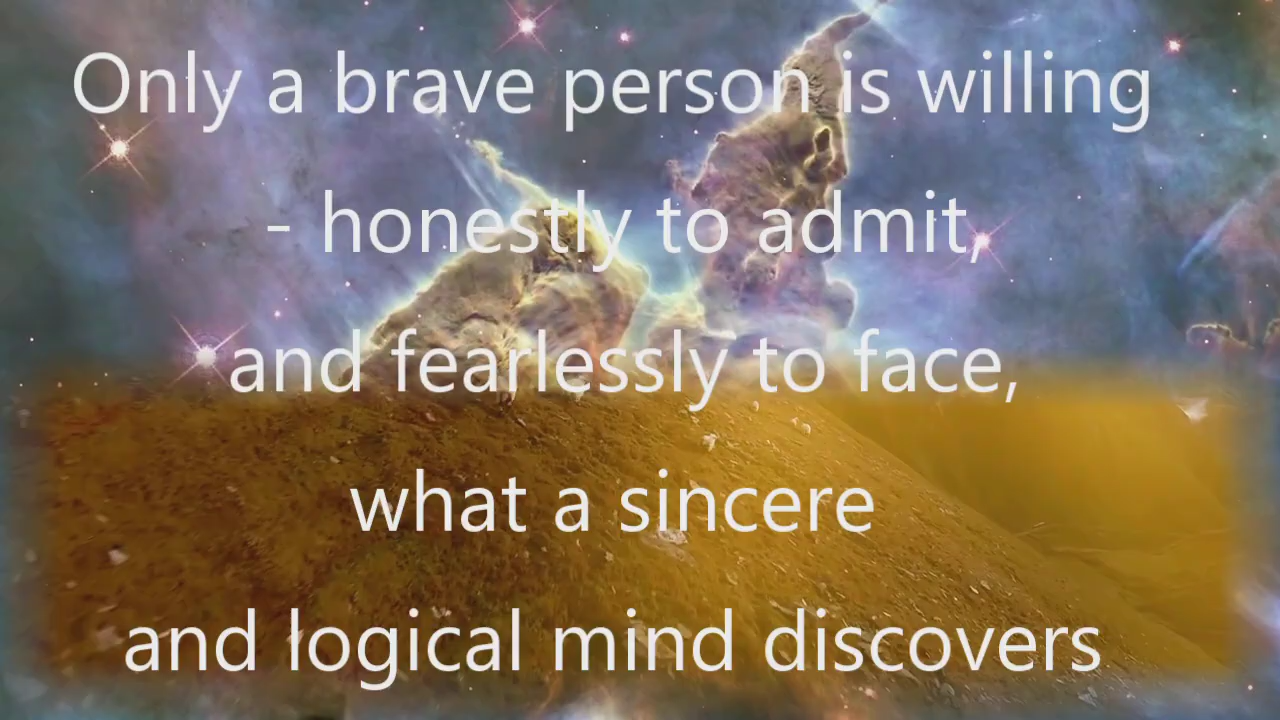 Only a brave person is willing
- honestly to admit,
and fearlessly to face,
what a sincere
and logical mind discovers